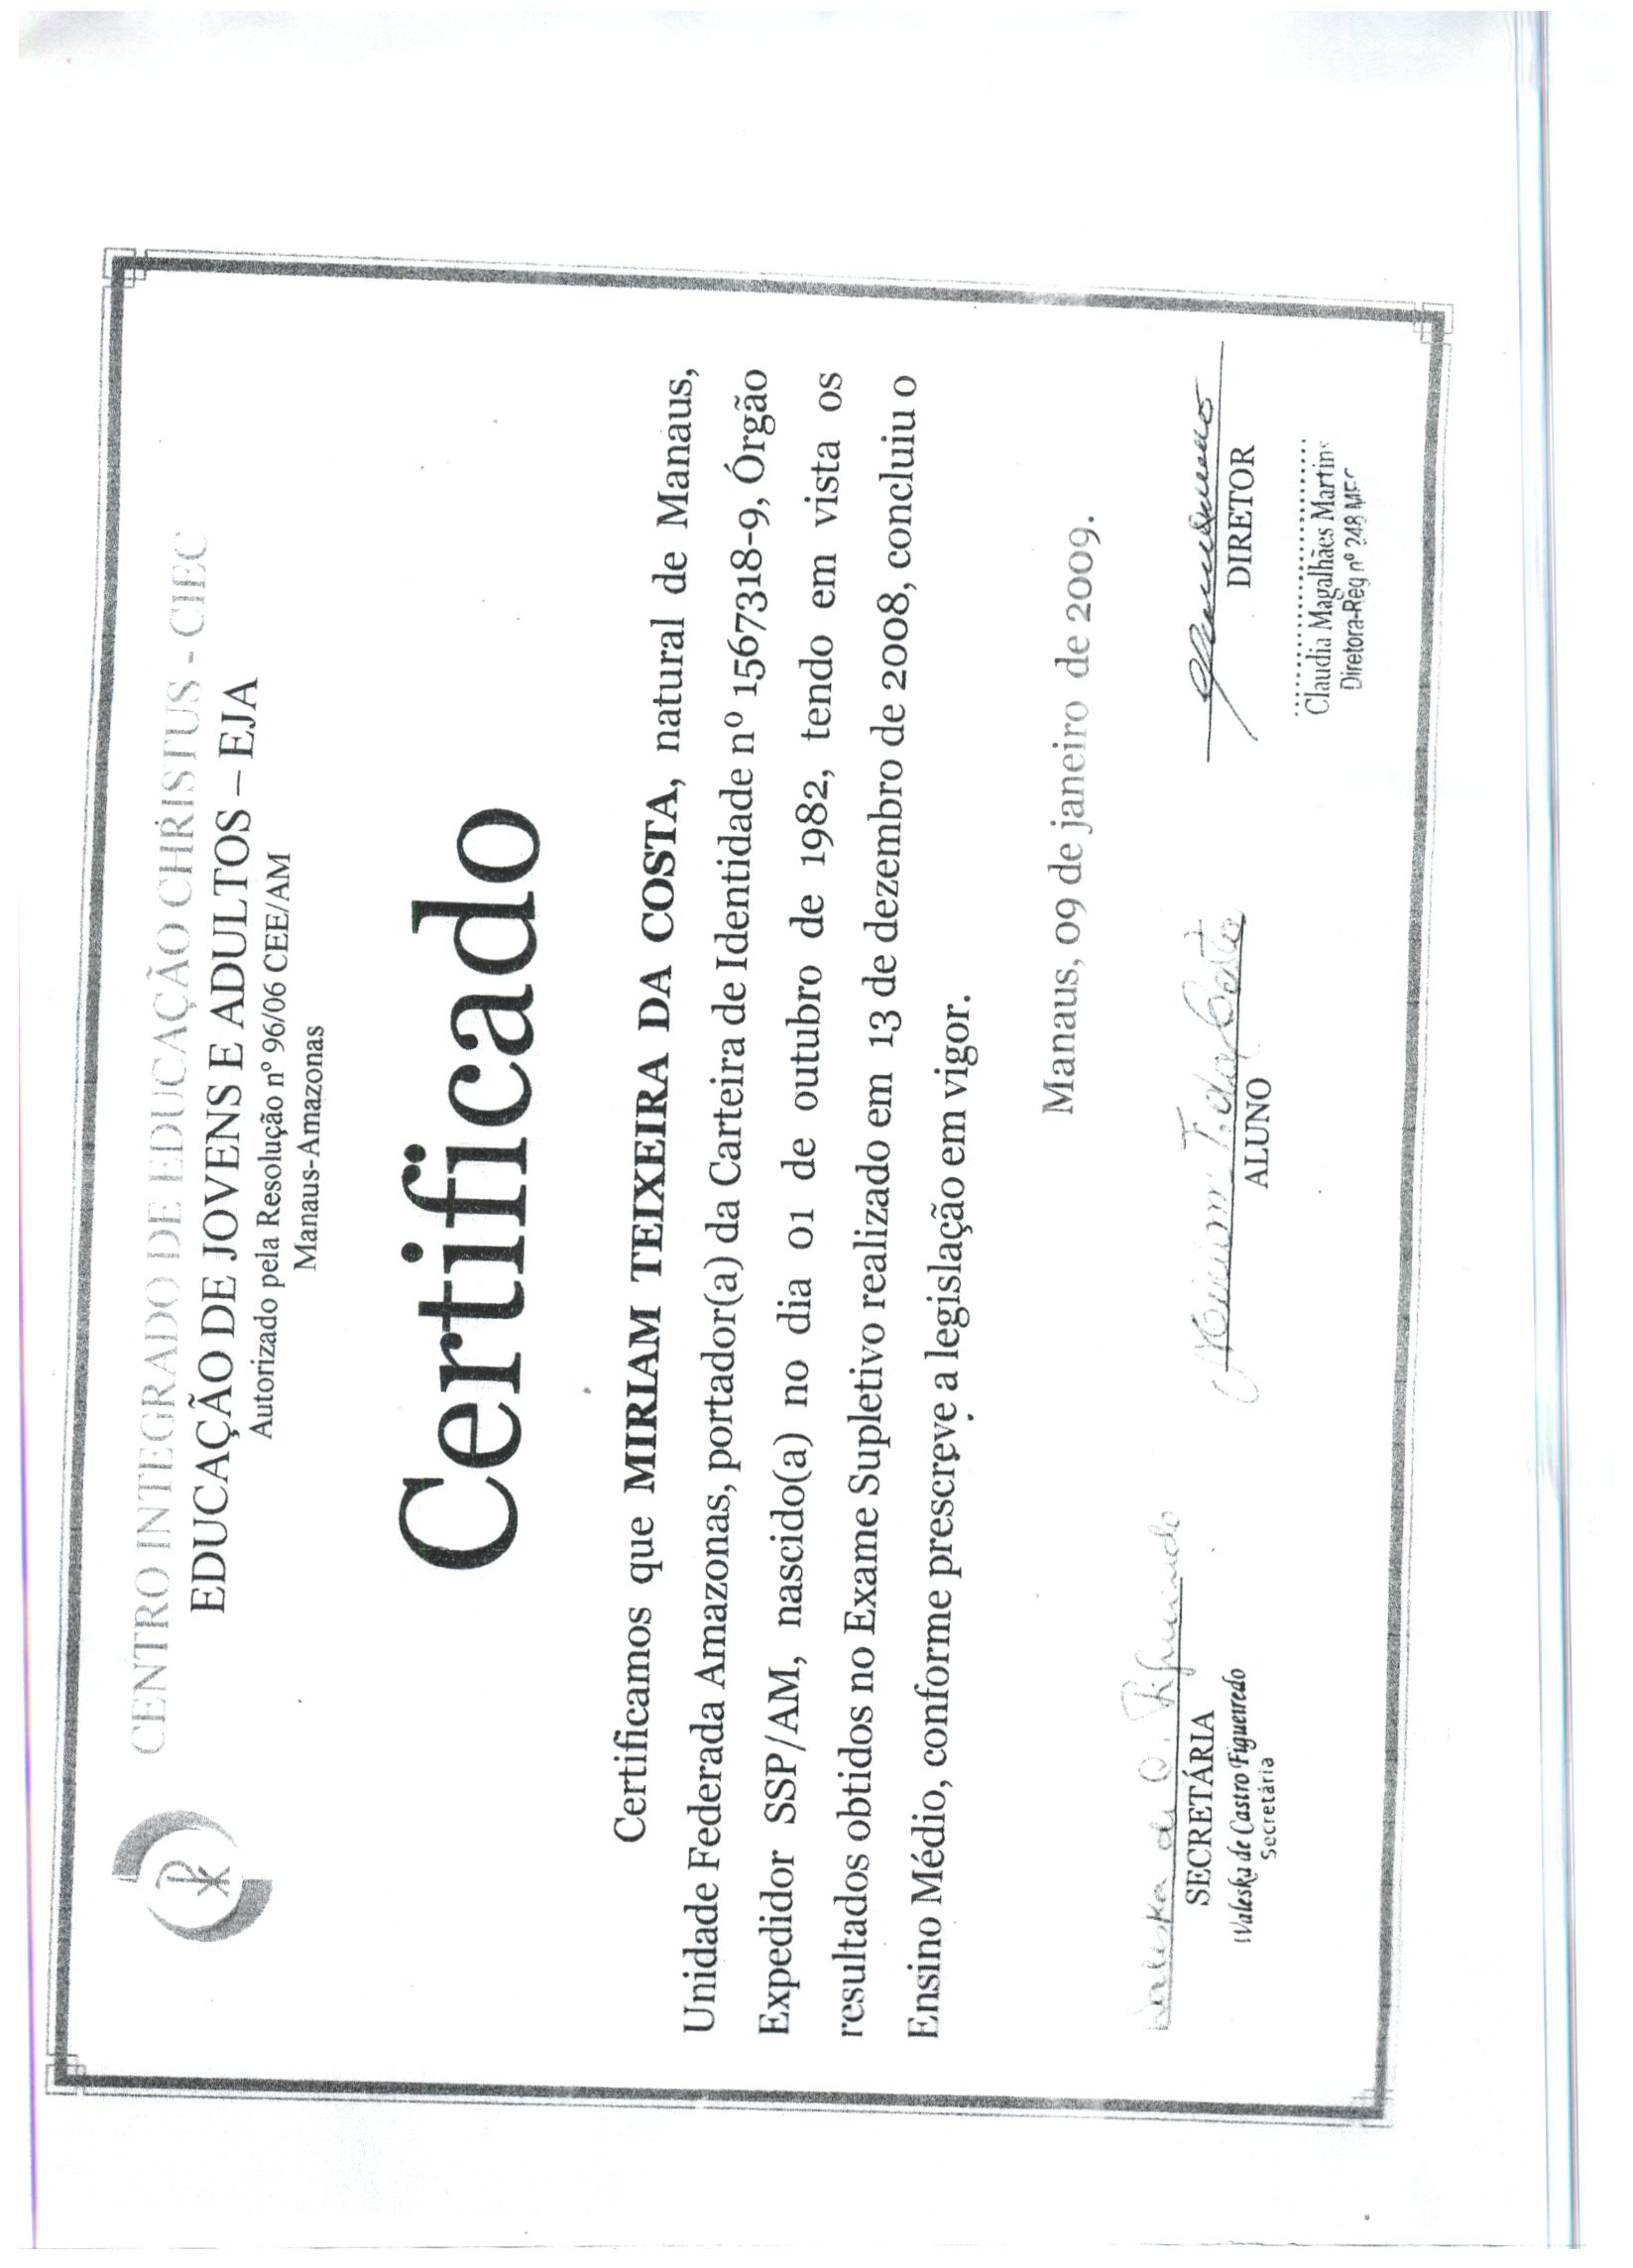 CENTRO INTEGRADO DE EDUCAÇÃO CHRISTUS - CIEC
EDUCAÇÃO DE JOVENS E ADULTOS – EJA
Autorizado pela Resolução nº 96/06 CEE/AM
Manaus-Amazonas
Certificado
Certificamos que MIRIAM TEIXEIRA DA COSTA, natural de Manaus,
Unidade Federada Amazonas, portador(a) da Carteira de Identidade nº 1567318-9, Órgão
Expedidor SSP/AM, nascido(a) no dia 01 de outubro de 1982, tendo em vista os
resultados obtidos no Exame Supletivo realizado em 13 de dezembro de 2008, concluiu o
Ensino Médio, conforme prescreve a legislação em vigor.
Manaus, 09 de janeiro de 2009.
Valeska de C. Figueiredo
SECRETÁRIA
Valeska de Castro Figueiredo
Secretária
Miriam T. da Costa
ALUNO
DIRETOR
Claudia Magalhães Martins
Diretora-Reg nº 248 MEC